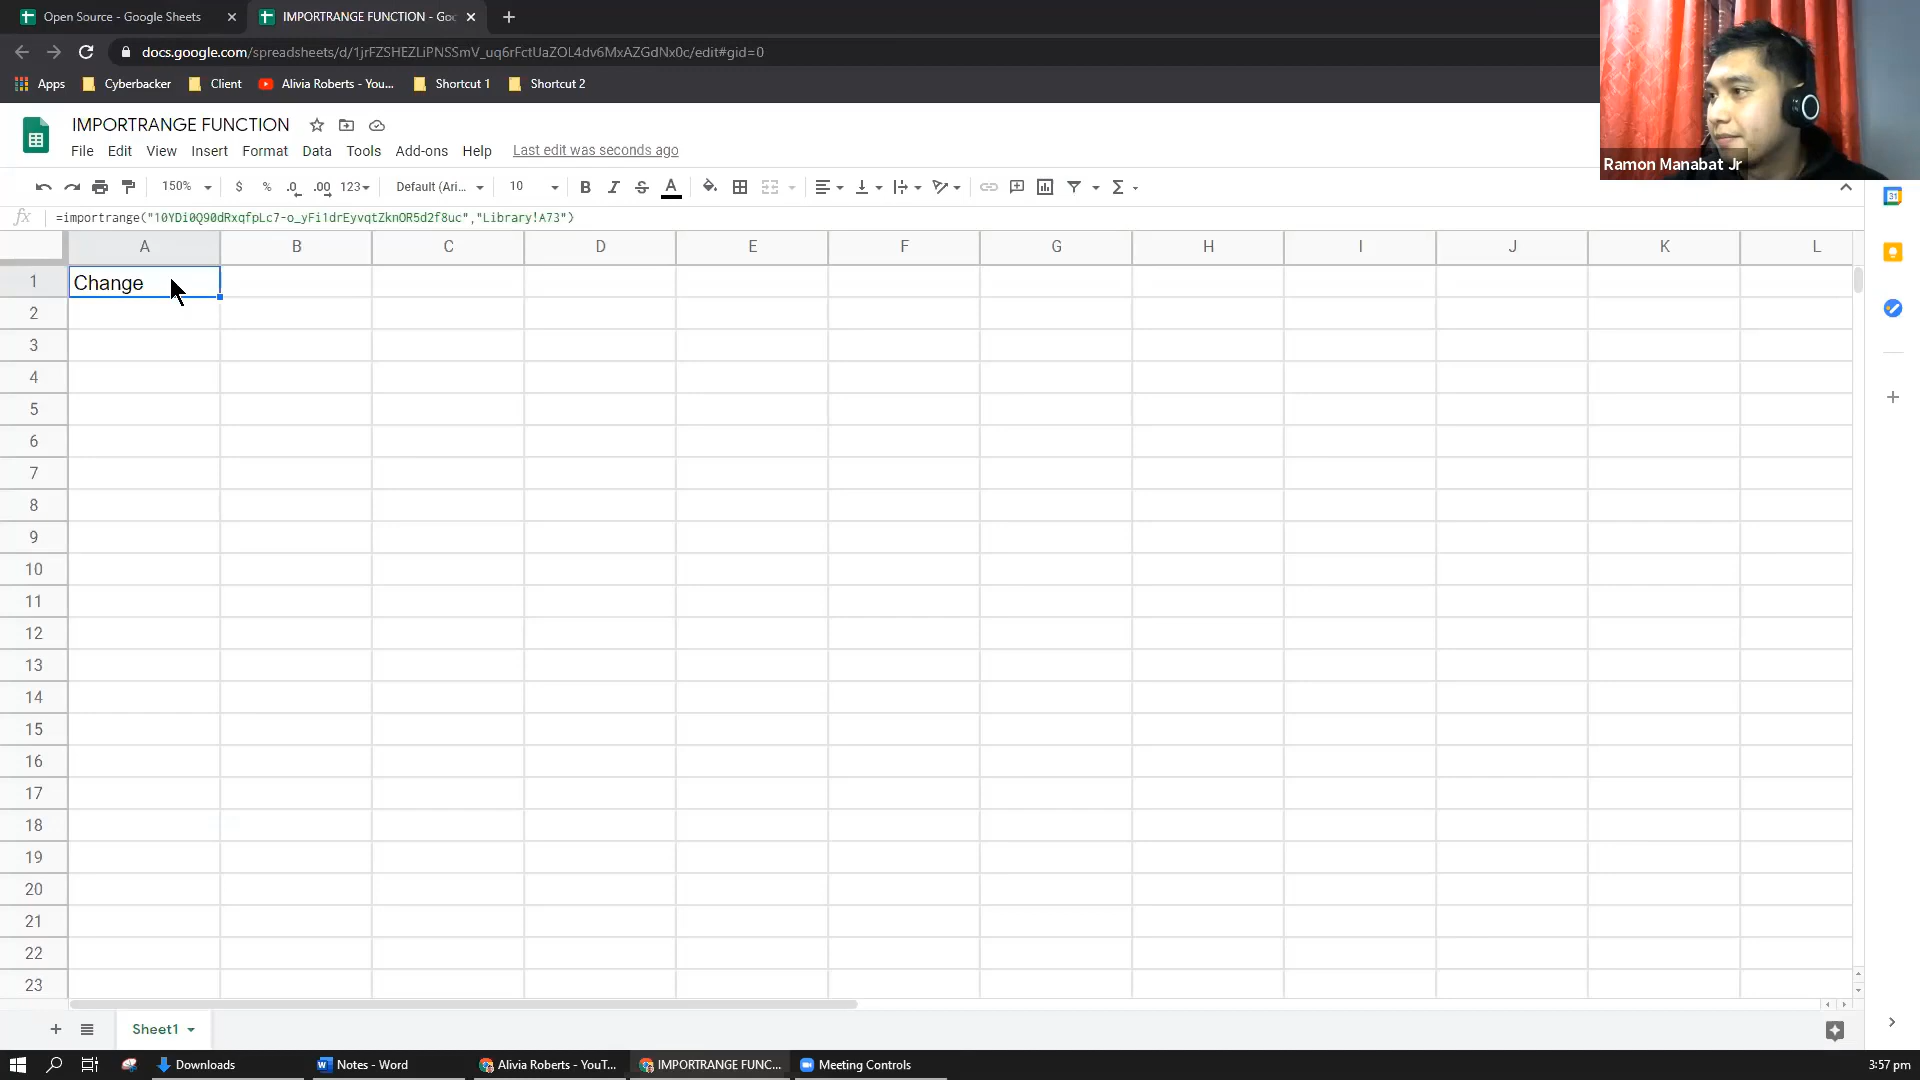 Open Source - Google Sheets
IMPORTRANGE FUNCTION - Goo
docs.google.com/spreadsheets/d/1jrFZSHEZLiPNSSmV_uq6rFctUaZOL4dv6MxAZGdNx0c/edit#gid=0
Apps Cyberbacker Client Alivia Roberts - You... Shortcut 1 Shortcut 2
Ramon Manabat Jr
IMPORTRANGE FUNCTION
File Edit View Insert Format Data Tools Add-ons Help Last edit was seconds ago
150% $ % .0 .00 123 Default (Ari... 10 B I S A Σ
fx =importrange("10YDi0Q90dRxqfpLc7-o_yFi1drEyvqtZknOR5d2f8uc","Library!A73")
31
A B C D E F G H I J K L
1 Change
2
3
4
5
6
7
8
9
10
11
12
13
14
15
16
17
18
19
20
21
22
23
Sheet1
Downloads Notes - Word Alivia Roberts - YouT... IMPORTRANGE FUNC... Meeting Controls 3:57 pm